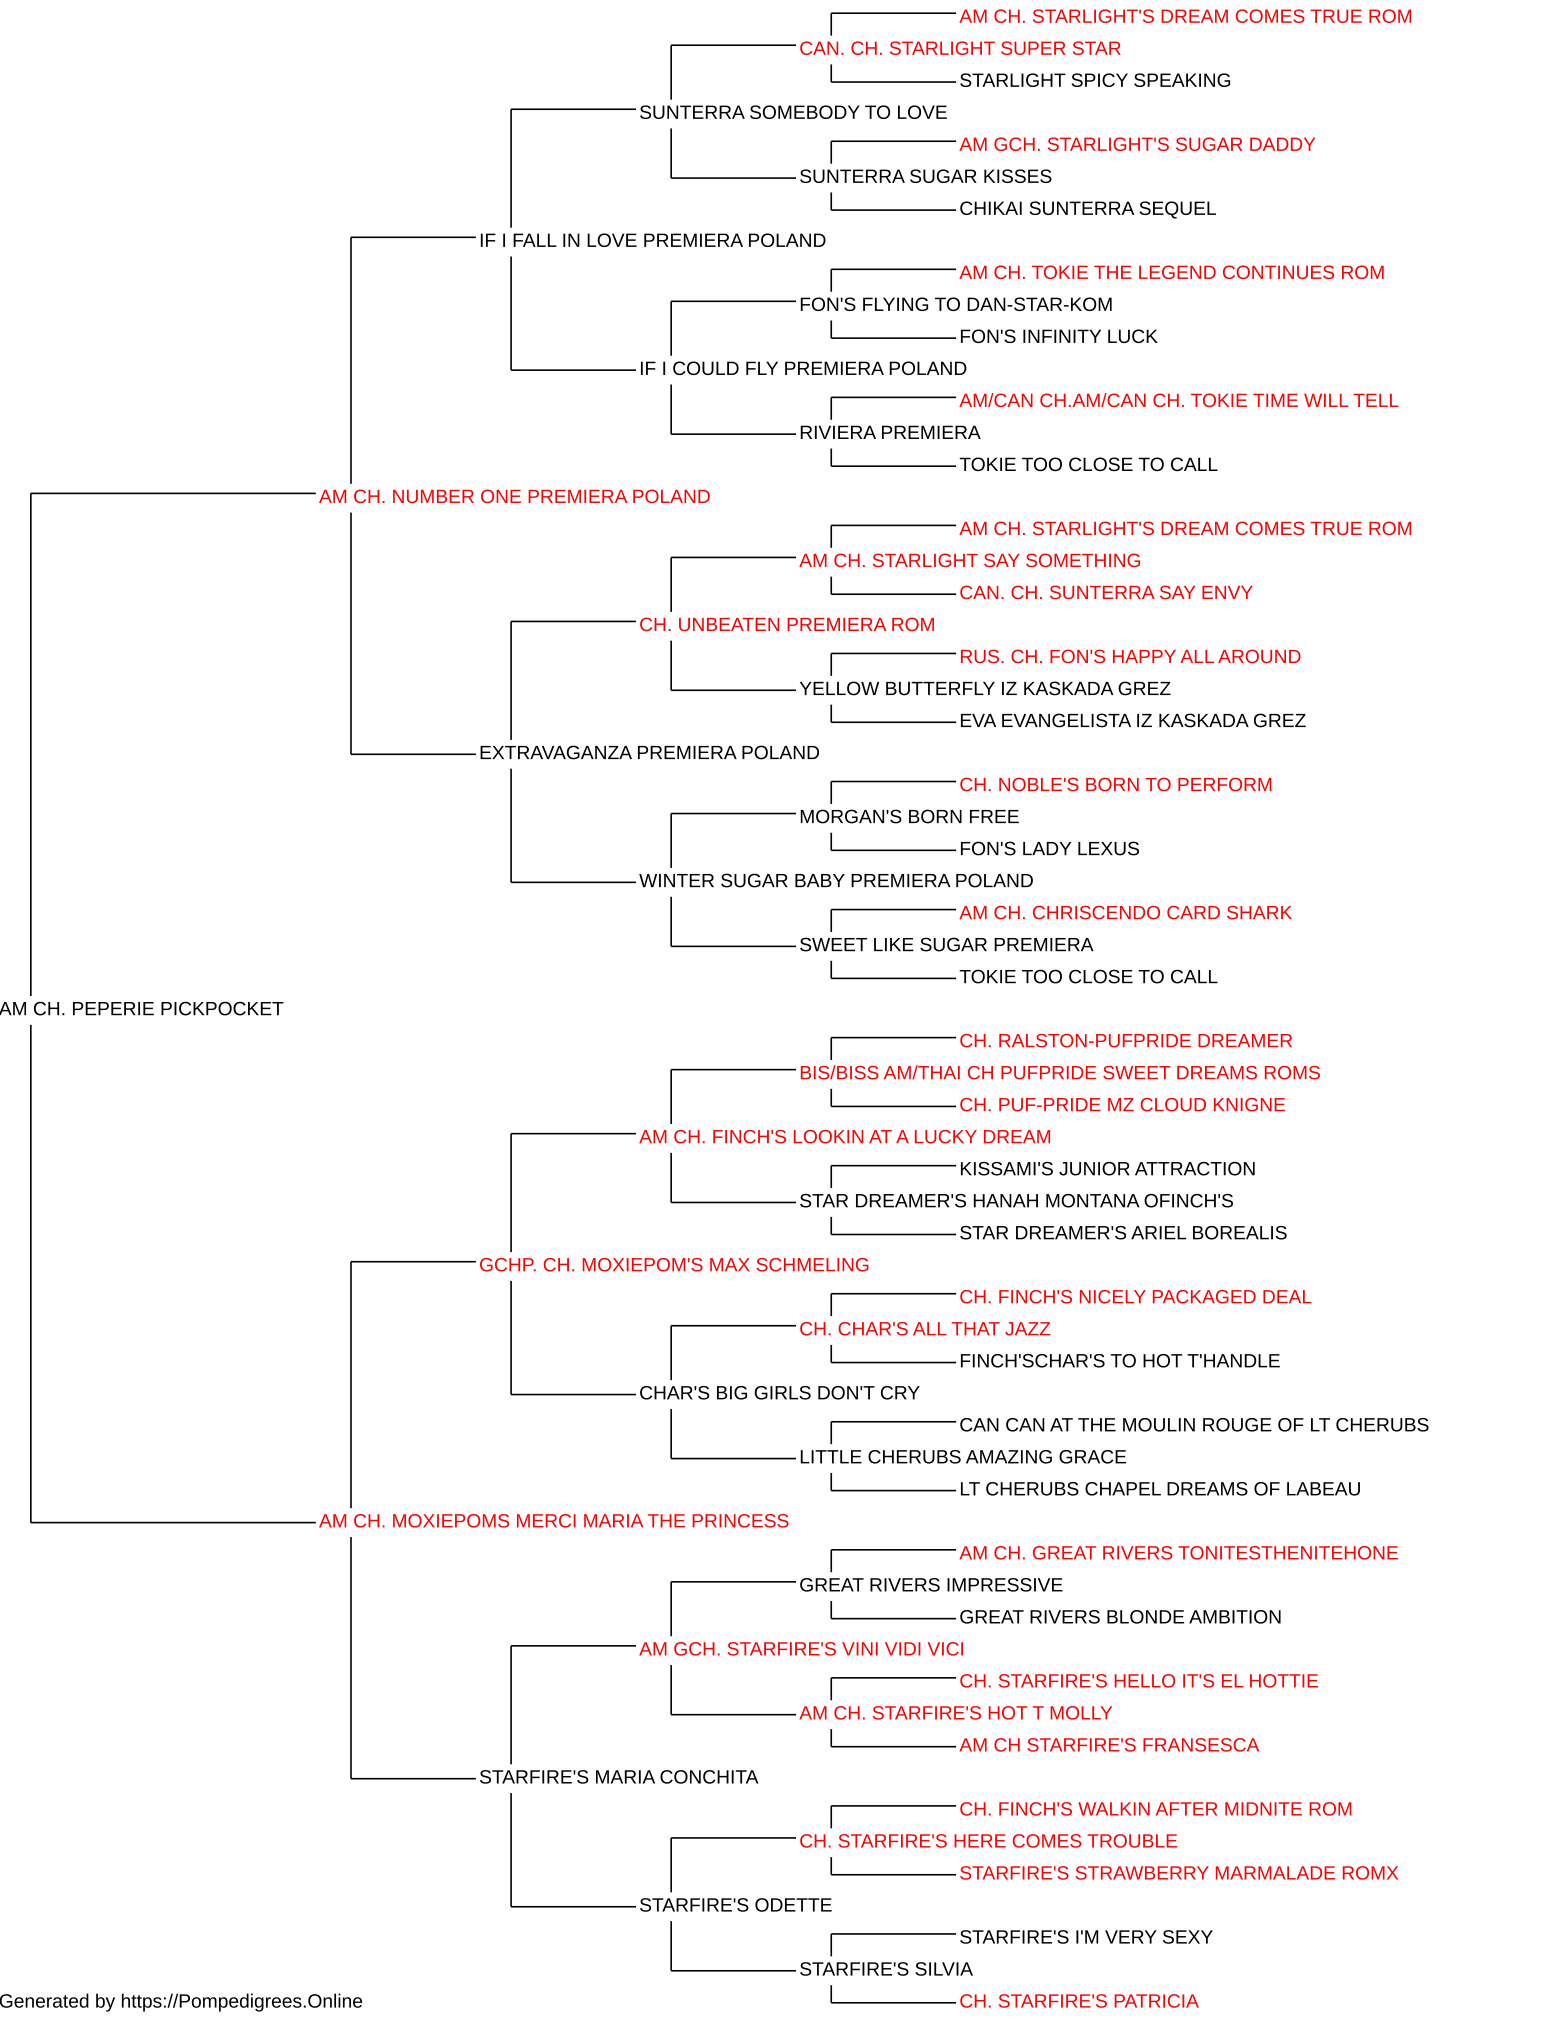 AM CH. STARLIGHT'S DREAM COMES TRUE ROM
CAN. CH. STARLIGHT SUPER STAR
STARLIGHT SPICY SPEAKING
SUNTERRA SOMEBODY TO LOVE
AM GCH. STARLIGHT'S SUGAR DADDY
SUNTERRA SUGAR KISSES
CHIKAI SUNTERRA SEQUEL
IF I FALL IN LOVE PREMIERA POLAND
AM CH. TOKIE THE LEGEND CONTINUES ROM
FON'S FLYING TO DAN-STAR-KOM
FON'S INFINITY LUCK
IF I COULD FLY PREMIERA POLAND
AM/CAN CH.AM/CAN CH. TOKIE TIME WILL TELL
RIVIERA PREMIERA
TOKIE TOO CLOSE TO CALL
AM CH. NUMBER ONE PREMIERA POLAND
AM CH. STARLIGHT'S DREAM COMES TRUE ROM
AM CH. STARLIGHT SAY SOMETHING
CAN. CH. SUNTERRA SAY ENVY
CH. UNBEATEN PREMIERA ROM
RUS. CH. FON'S HAPPY ALL AROUND
YELLOW BUTTERFLY IZ KASKADA GREZ
EVA EVANGELISTA IZ KASKADA GREZ
EXTRAVAGANZA PREMIERA POLAND
CH. NOBLE'S BORN TO PERFORM
MORGAN'S BORN FREE
FON'S LADY LEXUS
WINTER SUGAR BABY PREMIERA POLAND
AM CH. CHRISCENDO CARD SHARK
SWEET LIKE SUGAR PREMIERA
TOKIE TOO CLOSE TO CALL
AM CH. PEPERIE PICKPOCKET
CH. RALSTON-PUFPRIDE DREAMER
BIS/BISS AM/THAI CH PUFPRIDE SWEET DREAMS ROMS
CH. PUF-PRIDE MZ CLOUD KNIGNE
AM CH. FINCH'S LOOKIN AT A LUCKY DREAM
KISSAMI'S JUNIOR ATTRACTION
STAR DREAMER'S HANAH MONTANA OFINCH'S
STAR DREAMER'S ARIEL BOREALIS
GCHP. CH. MOXIEPOM'S MAX SCHMELING
CH. FINCH'S NICELY PACKAGED DEAL
CH. CHAR'S ALL THAT JAZZ
FINCH'SCHAR'S TO HOT T'HANDLE
CHAR'S BIG GIRLS DON'T CRY
CAN CAN AT THE MOULIN ROUGE OF LT CHERUBS
LITTLE CHERUBS AMAZING GRACE
LT CHERUBS CHAPEL DREAMS OF LABEAU
AM CH. MOXIEPOMS MERCI MARIA THE PRINCESS
AM CH. GREAT RIVERS TONITESTHENITEHONE
GREAT RIVERS IMPRESSIVE
GREAT RIVERS BLONDE AMBITION
AM GCH. STARFIRE'S VINI VIDI VICI
CH. STARFIRE'S HELLO IT'S EL HOTTIE
AM CH. STARFIRE'S HOT T MOLLY
AM CH STARFIRE'S FRANSESCA
STARFIRE'S MARIA CONCHITA
CH. FINCH'S WALKIN AFTER MIDNITE ROM
CH. STARFIRE'S HERE COMES TROUBLE
STARFIRE'S STRAWBERRY MARMALADE ROMX
STARFIRE'S ODETTE
STARFIRE'S I'M VERY SEXY
STARFIRE'S SILVIA
CH. STARFIRE'S PATRICIA
Generated by https://Pompedigrees.Online